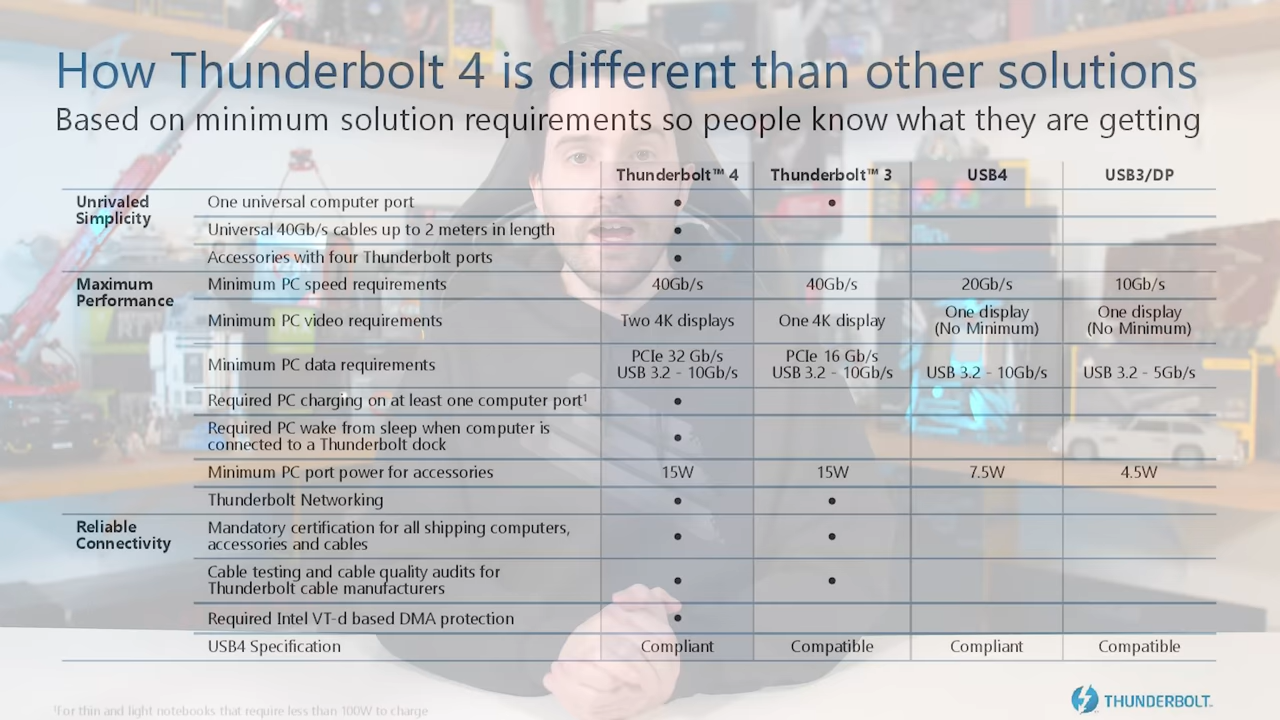 How Thunderbolt 4 is different than other solutions
Based on minimum solution requirements so people know what they are getting
Thunderbolt™ 4 Thunderbolt™ 3 USB4 USB3/DP
Unrivaled
Simplicity
One universal computer port • •
Universal 40Gb/s cables up to 2 meters in length •
Accessories with four Thunderbolt ports •
Maximum
Performance
Minimum PC speed requirements 40Gb/s 40Gb/s 20Gb/s 10Gb/s
Minimum PC video requirements Two 4K displays One 4K display One display (No Minimum) One display (No Minimum)
Minimum PC data requirements PCIe 32 Gb/s USB 3.2 - 10Gb/s PCIe 16 Gb/s USB 3.2 - 10Gb/s USB 3.2 - 10Gb/s USB 3.2 - 5Gb/s
Required PC charging on at least one computer port¹ •
Required PC wake from sleep when computer is
connected to a Thunderbolt dock •
Minimum PC port power for accessories 15W 15W 7.5W 4.5W
Thunderbolt Networking • •
Reliable
Connectivity
Mandatory certification for all shipping computers,
accessories and cables • •
Cable testing and cable quality audits for
Thunderbolt cable manufacturers • •
Required Intel VT-d based DMA protection •
USB4 Specification Compliant Compatible Compliant Compatible
¹For thin and light notebooks that require less than 100W to charge
THUNDERBOLT™